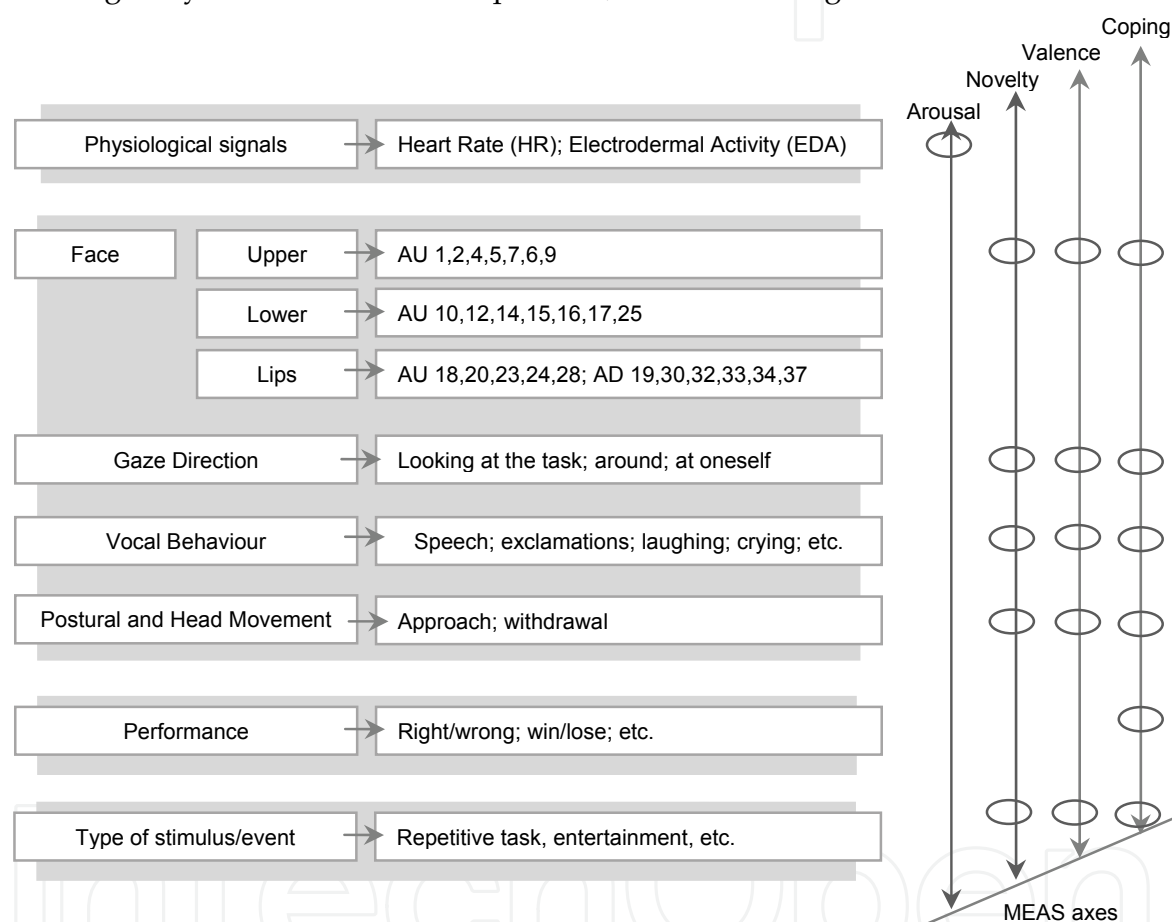 Coping
Valence
Novelty
Arousal
Physiological signals
Heart Rate (HR); Electrodermal Activity (EDA)
Face
Upper
AU 1,2,4,5,7,6,9
Lower
AU 10,12,14,15,16,17,25
Lips
AU 18,20,23,24,28; AD 19,30,32,33,34,37
Gaze Direction
Looking at the task; around; at oneself
Vocal Behaviour
Speech; exclamations; laughing; crying; etc.
Postural and Head Movement
Approach; withdrawal
Performance
Right/wrong; win/lose; etc.
Type of stimulus/event
Repetitive task, entertainment, etc.
MEAS axes